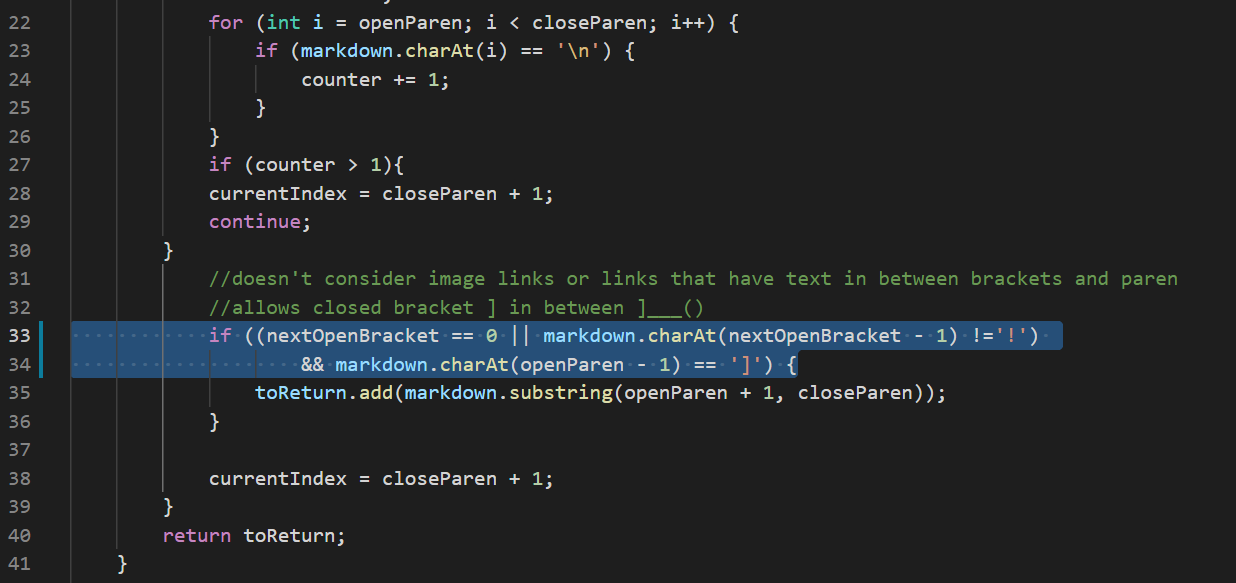 22 for (int i = openParen; i < closeParen; i++) {
23 if (markdown.charAt(i) == '\n') {
24 counter += 1;
25 }
26 }
27 if (counter > 1){
28 currentIndex = closeParen + 1;
29 continue;
30 }
31 //doesn't consider image links or links that have text in between brackets and paren
32 //allows closed bracket ] in between ]___()
33 if ((nextOpenBracket == 0 || markdown.charAt(nextOpenBracket - 1) !='!')
34 && markdown.charAt(openParen - 1) == ']') {
35 toReturn.add(markdown.substring(openParen + 1, closeParen));
36 }
37
38 currentIndex = closeParen + 1;
39 }
40 return toReturn;
41 }